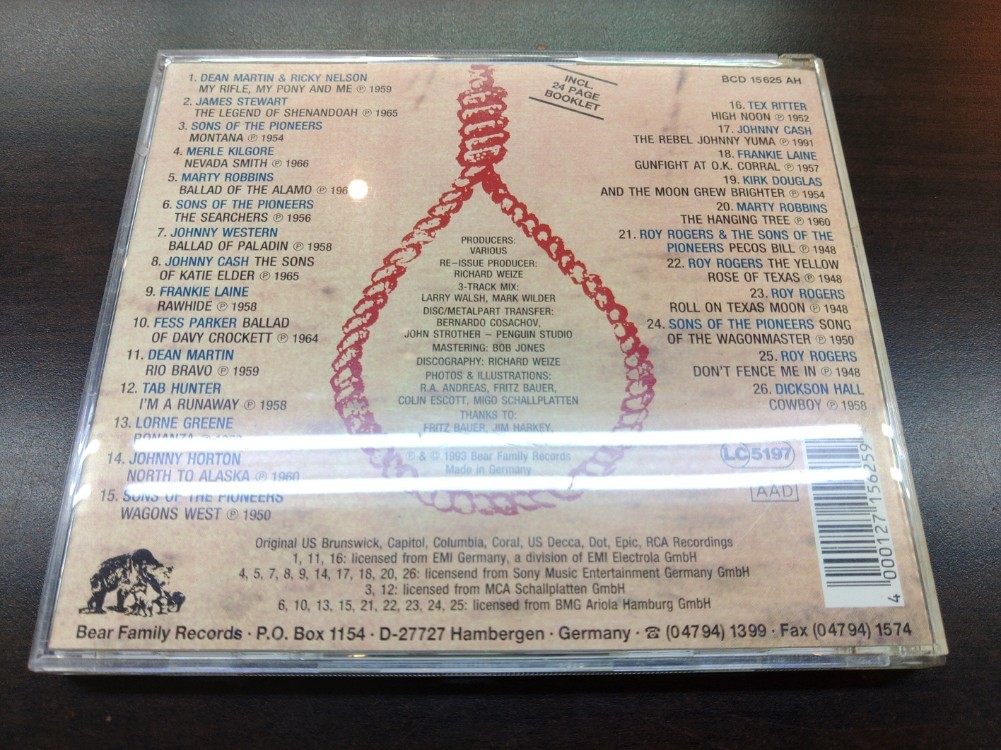 1. DEAN MARTIN & RICKY NELSON
MY RIFLE, MY PONY AND ME ℗ 1959
2. JAMES STEWART
THE LEGEND OF SHENANDOAH ℗ 1965
3. SONS OF THE PIONEERS
MONTANA ℗ 1954
4. MERLE KILGORE
NEVADA SMITH ℗ 1966
5. MARTY ROBBINS
BALLAD OF THE ALAMO ℗ 196
6. SONS OF THE PIONEERS
THE SEARCHERS ℗ 1956
7. JOHNNY WESTERN
BALLAD OF PALADIN ℗ 1958
8. JOHNNY CASH THE SONS
OF KATIE ELDER ℗ 1965
9. FRANKIE LAINE
RAWHIDE ℗ 1958
10. FESS PARKER BALLAD
OF DAVY CROCKETT ℗ 1964
11. DEAN MARTIN
RIO BRAVO ℗ 1959
12. TAB HUNTER
I'M A RUNAWAY ℗ 1958
13. LORNE GREENE
BONANZA ℗
14. JOHNNY HORTON
NORTH TO ALASKA ℗ 1960
15. SONS OF THE PIONEERS
WAGONS WEST ℗ 1950
INCL.
24 PAGE
BOOKLET
PRODUCERS:
VARIOUS
RE-ISSUE PRODUCER:
RICHARD WEIZE
3-TRACK MIX:
LARRY WALSH, MARK WILDER
DISC/METALPART TRANSFER:
BERNARDO COSACHOV,
JOHN STROTHER – PENGUIN STUDIO
MASTERING: BOB JONES
DISCOGRAPHY: RICHARD WEIZE
PHOTOS & ILLUSTRATIONS:
R.A. ANDREAS, FRITZ BAUER,
COLIN ESCOTT, MIGO SCHALLPLATTEN
THANKS TO:
FRITZ BAUER, JIM HARKEY,
℗ & © 1993 Bear Family Records
Made in Germany
BCD 15625 AH
16. TEX RITTER
HIGH NOON ℗ 1952
17. JOHNNY CASH
THE REBEL JOHNNY YUMA ℗ 1991
18. FRANKIE LAINE
GUNFIGHT AT O.K. CORRAL ℗ 1957
19. KIRK DOUGLAS
AND THE MOON GREW BRIGHTER ℗ 1954
20. MARTY ROBBINS
THE HANGING TREE ℗ 1960
21. ROY ROGERS & THE SONS OF THE
PIONEERS PECOS BILL ℗ 1948
22. ROY ROGERS THE YELLOW
ROSE OF TEXAS ℗ 1948
23. ROY ROGERS
ROLL ON TEXAS MOON ℗ 1948
24. SONS OF THE PIONEERS SONG
OF THE WAGONMASTER ℗ 1950
25. ROY ROGERS
DON'T FENCE ME IN ℗ 1948
26. DICKSON HALL
COWBOY ℗ 1958
LC 5197
AAD
4 000127 156259
Original US Brunswick, Capitol, Columbia, Coral, US Decca, Dot, Epic, RCA Recordings
1, 11, 16: licensed from EMI Germany, a division of EMI Electrola GmbH
4, 5, 7, 8, 9, 14, 17, 18, 20, 26: licensend from Sony Music Entertainment Germany GmbH
3, 12: licensed from MCA Schallplatten GmbH
6, 10, 13, 15, 21, 22, 23, 24, 25: licensed from BMG Ariola Hamburg GmbH
Bear Family Records · P.O. Box 1154 · D-27727 Hambergen · Germany · ☎ (04794) 1399 · Fax (04794) 1574